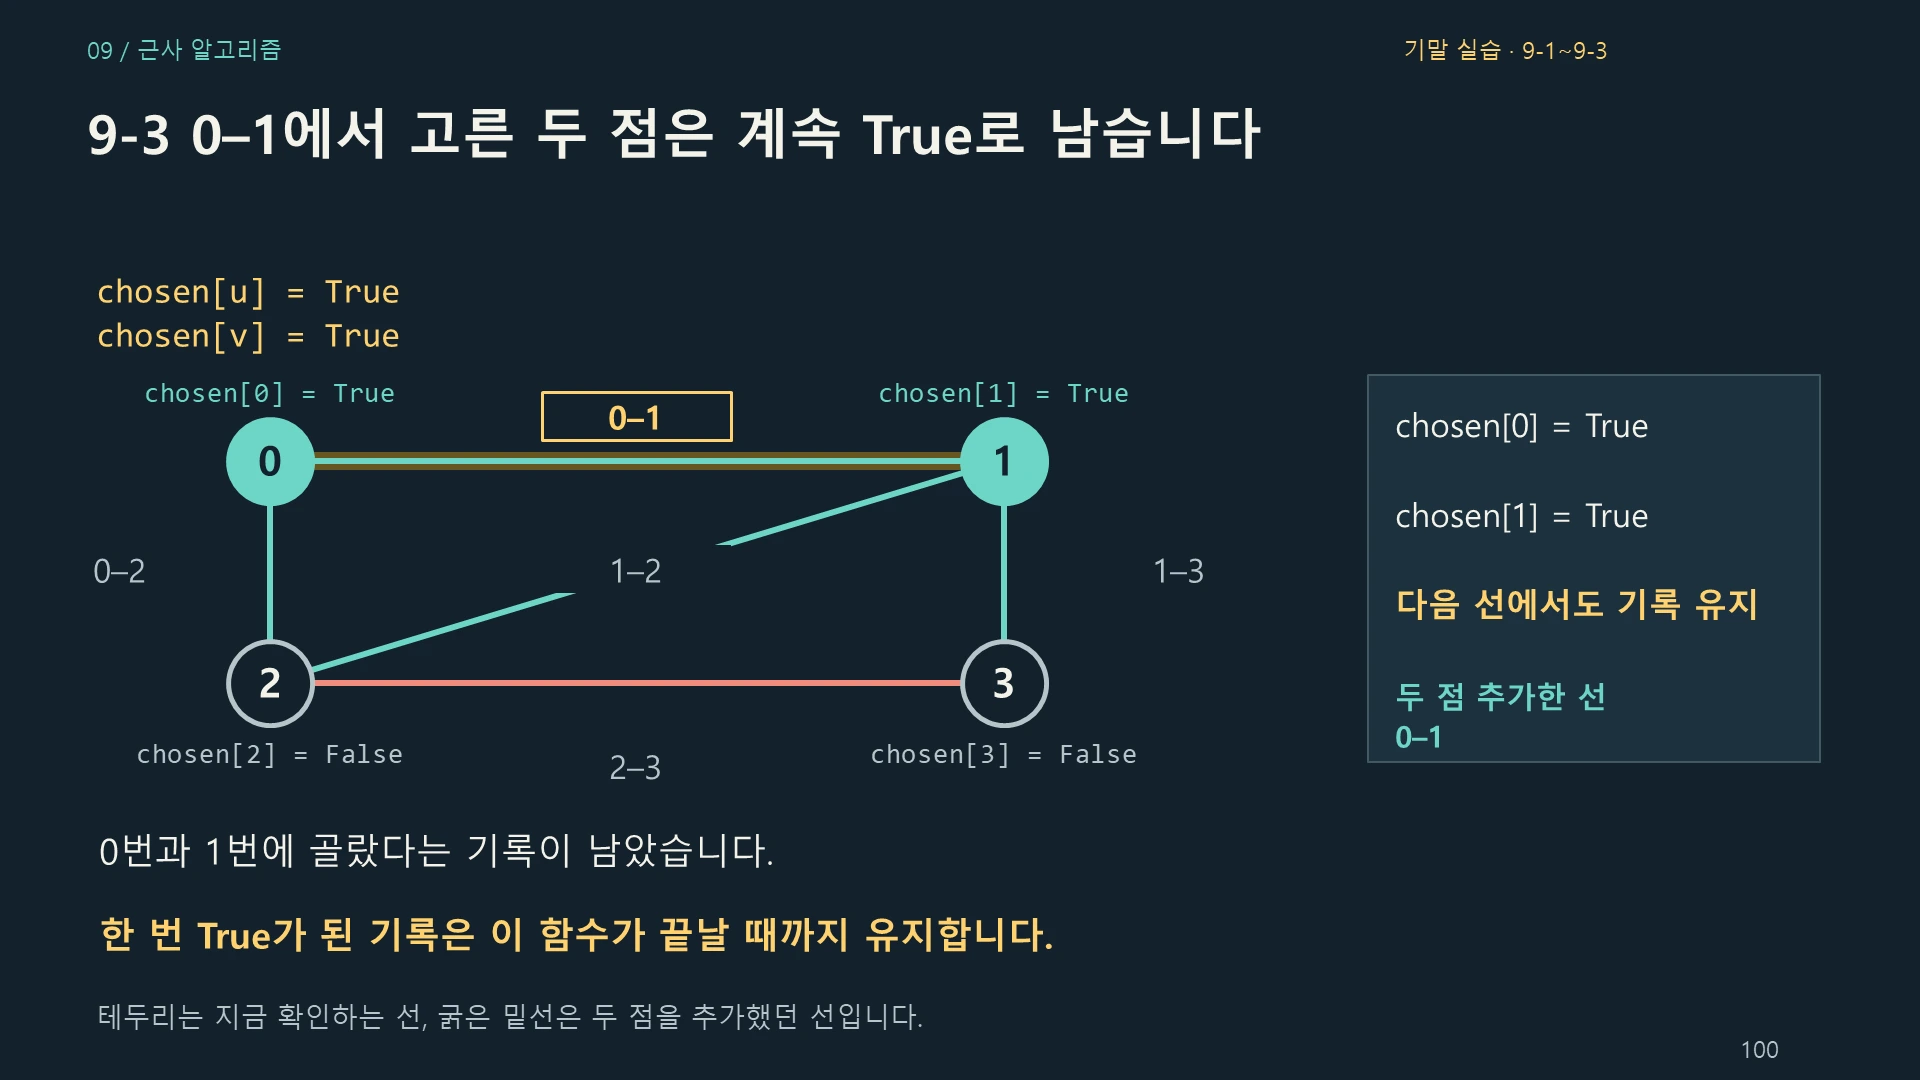 09 / 근사 알고리즘
기말 실습 · 9-1~9-3
9-3 0–1에서 고른 두 점은 계속 True로 남습니다
chosen[u] = True
chosen[v] = True
chosen[0] = True
0–1
chosen[1] = True
0
1
0–2
1–2
1–3
2
3
chosen[2] = False
2–3
chosen[3] = False
chosen[0] = True
chosen[1] = True
다음 선에서도 기록 유지
두 점 추가한 선
0–1
0번과 1번에 골랐다는 기록이 남았습니다.
한 번 True가 된 기록은 이 함수가 끝날 때까지 유지합니다.
테두리는 지금 확인하는 선, 굵은 밑선은 두 점을 추가했던 선입니다.
100